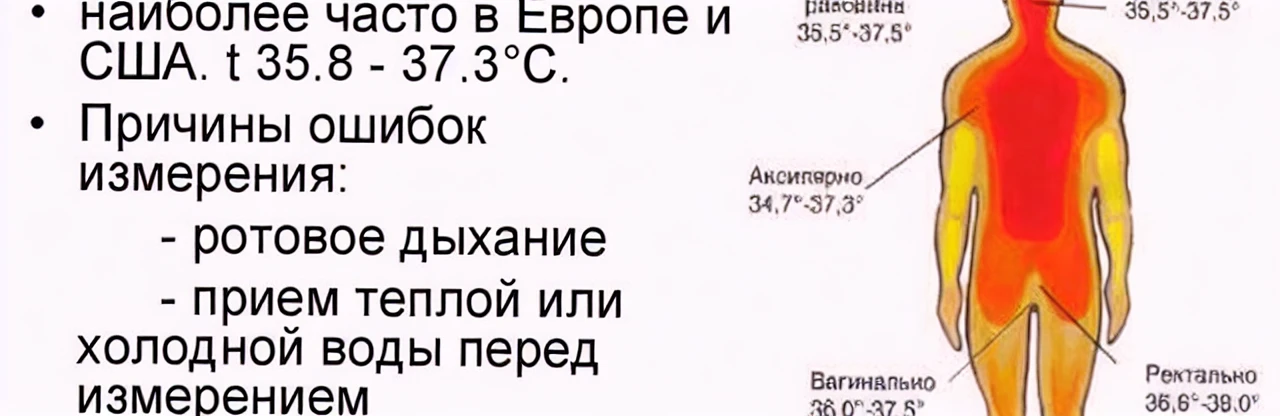 • наиболее часто в Европе и
США. t 35.8 - 37.3°С.
• Причины ошибок
измерения:
- ротовое дыхание
- прием теплой или
холодной воды перед
измерением
35,5°-37,5°
36,5°-37,5°
Аксилярно
34,7°-37,3°
Вагинально
36,0°-37,5°
Ректально
36,6°-38,0°